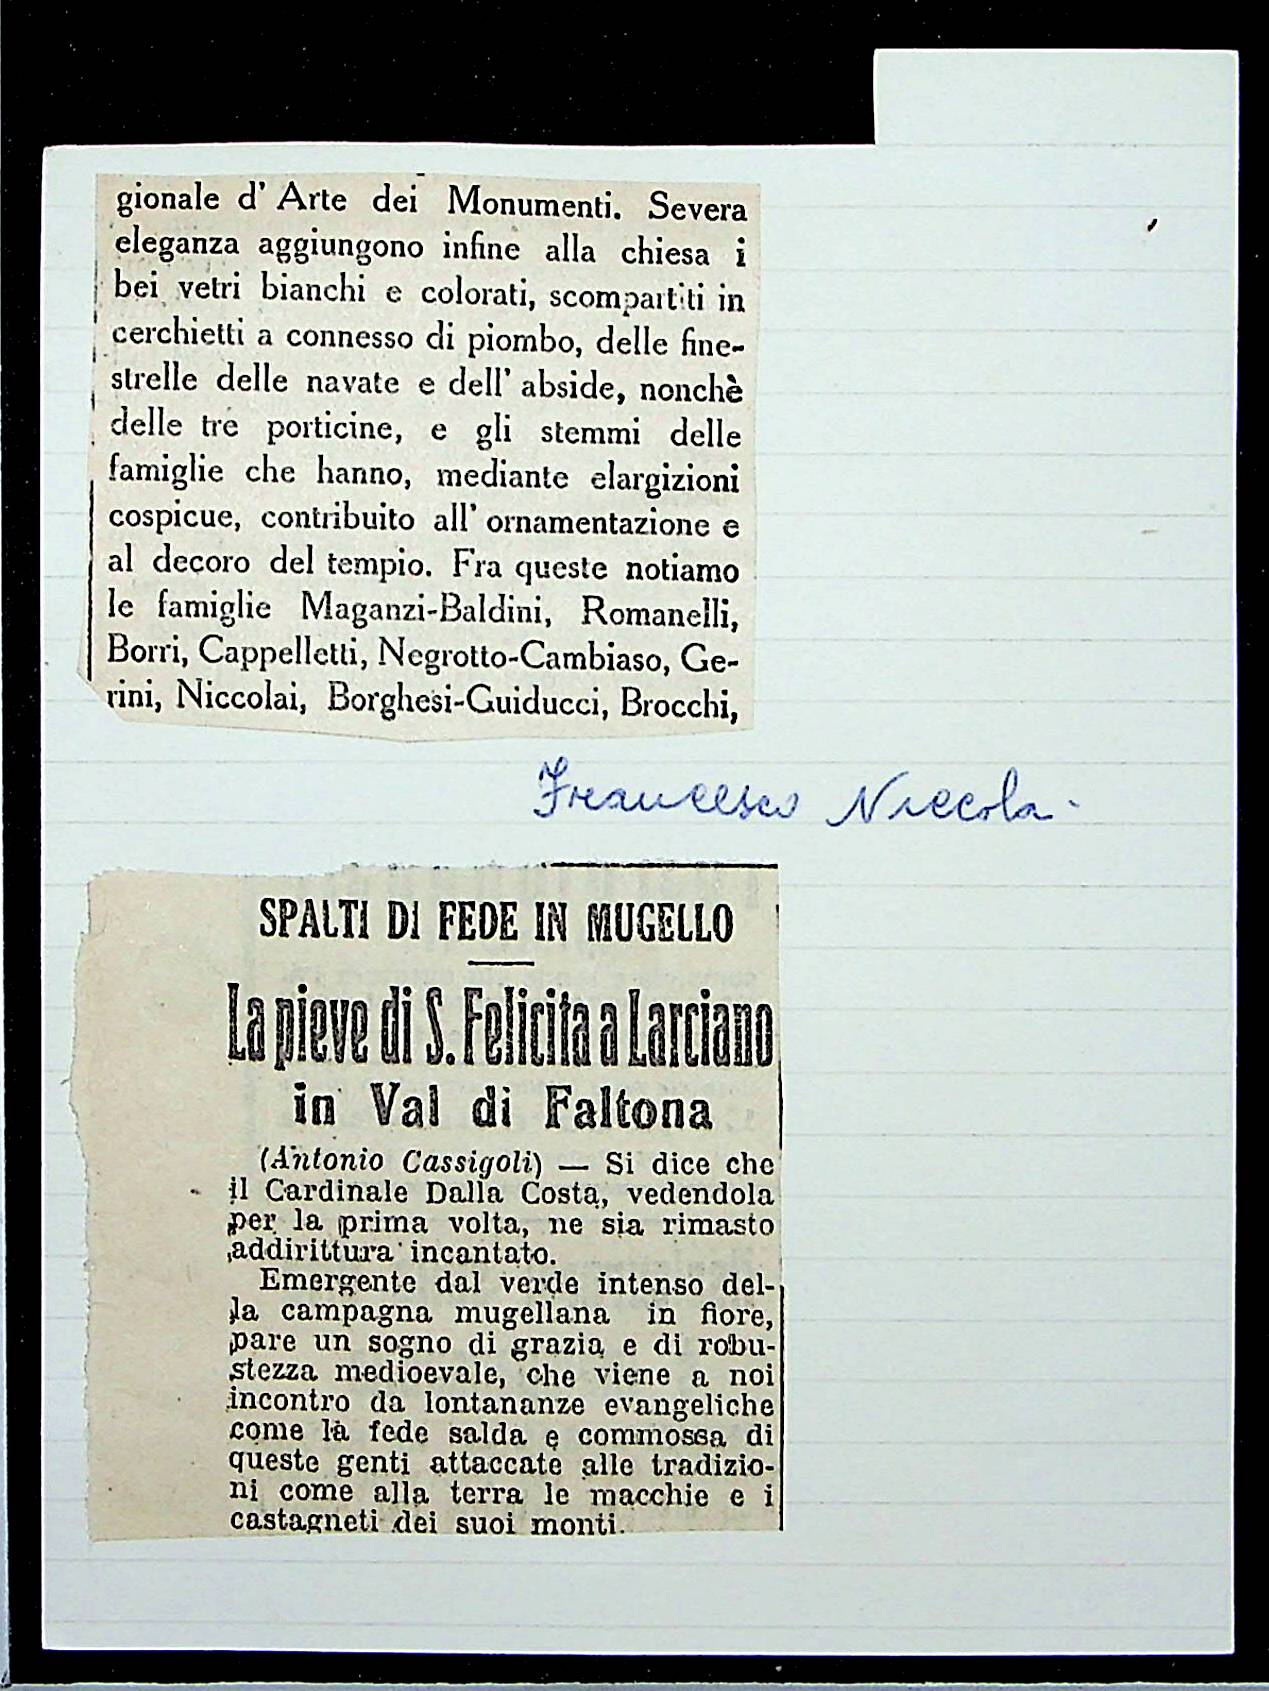 gionale d' Arte dei Monumenti. Severa
eleganza aggiungono infine alla chiesa i
bei vetri bianchi e colorati, scompartiti in
cerchietti a connesso di piombo, delle fine-
strelle delle navate e dell' abside, nonchè
delle tre porticine, e gli stemmi delle
famiglie che hanno, mediante elargizioni
cospicue, contribuito all' ornamentazione e
al decoro del tempio. Fra queste notiamo
le famiglie Maganzi-Baldini, Romanelli,
Borri, Cappelletti, Negrotto-Cambiaso, Ge-
rini, Niccolai, Borghesi-Guiducci, Brocchi,
Francesco Niccola-
SPALTI DI FEDE IN MUGELLO
La pieve di S. Felicita a Larciano
in Val di Faltona
(Antonio Cassigoli) — Si dice che
il Cardinale Dalla Costa, vedendola
per la prima volta, ne sia rimasto
addirittura incantato.
Emergente dal verde intenso del-
la campagna mugellana in fiore,
pare un sogno di grazia e di robu-
stezza medioevale, che viene a noi
incontro da lontananze evangeliche
come la fede salda e commossa di
queste genti attaccate alle tradizio-
ni come alla terra le macchie e i
castagneti dei suoi monti.